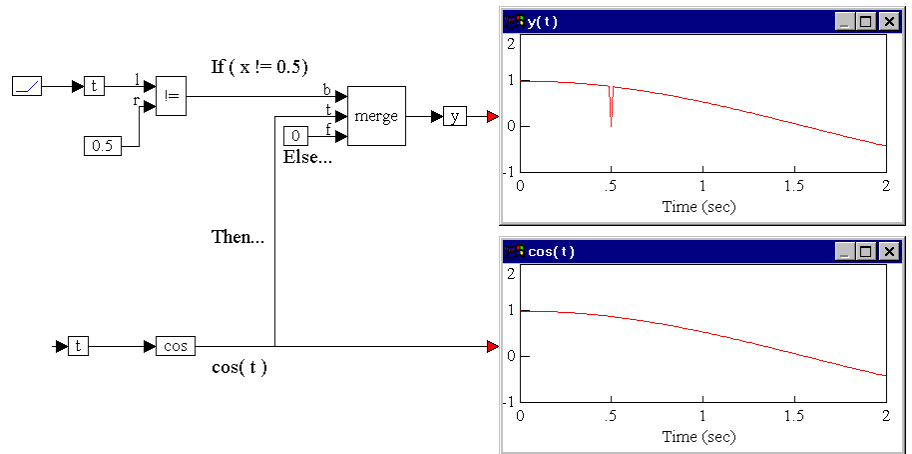 If ( x != 0.5)
t
l
r
!=
0.5
b
t
f
0
merge
y
Else...
Then...
t
cos
cos( t )
y(t)
2
1
0
-1
0
.5
1
1.5
2
Time (sec)
cos(t)
2
1
0
-1
0
.5
1
1.5
2
Time (sec)